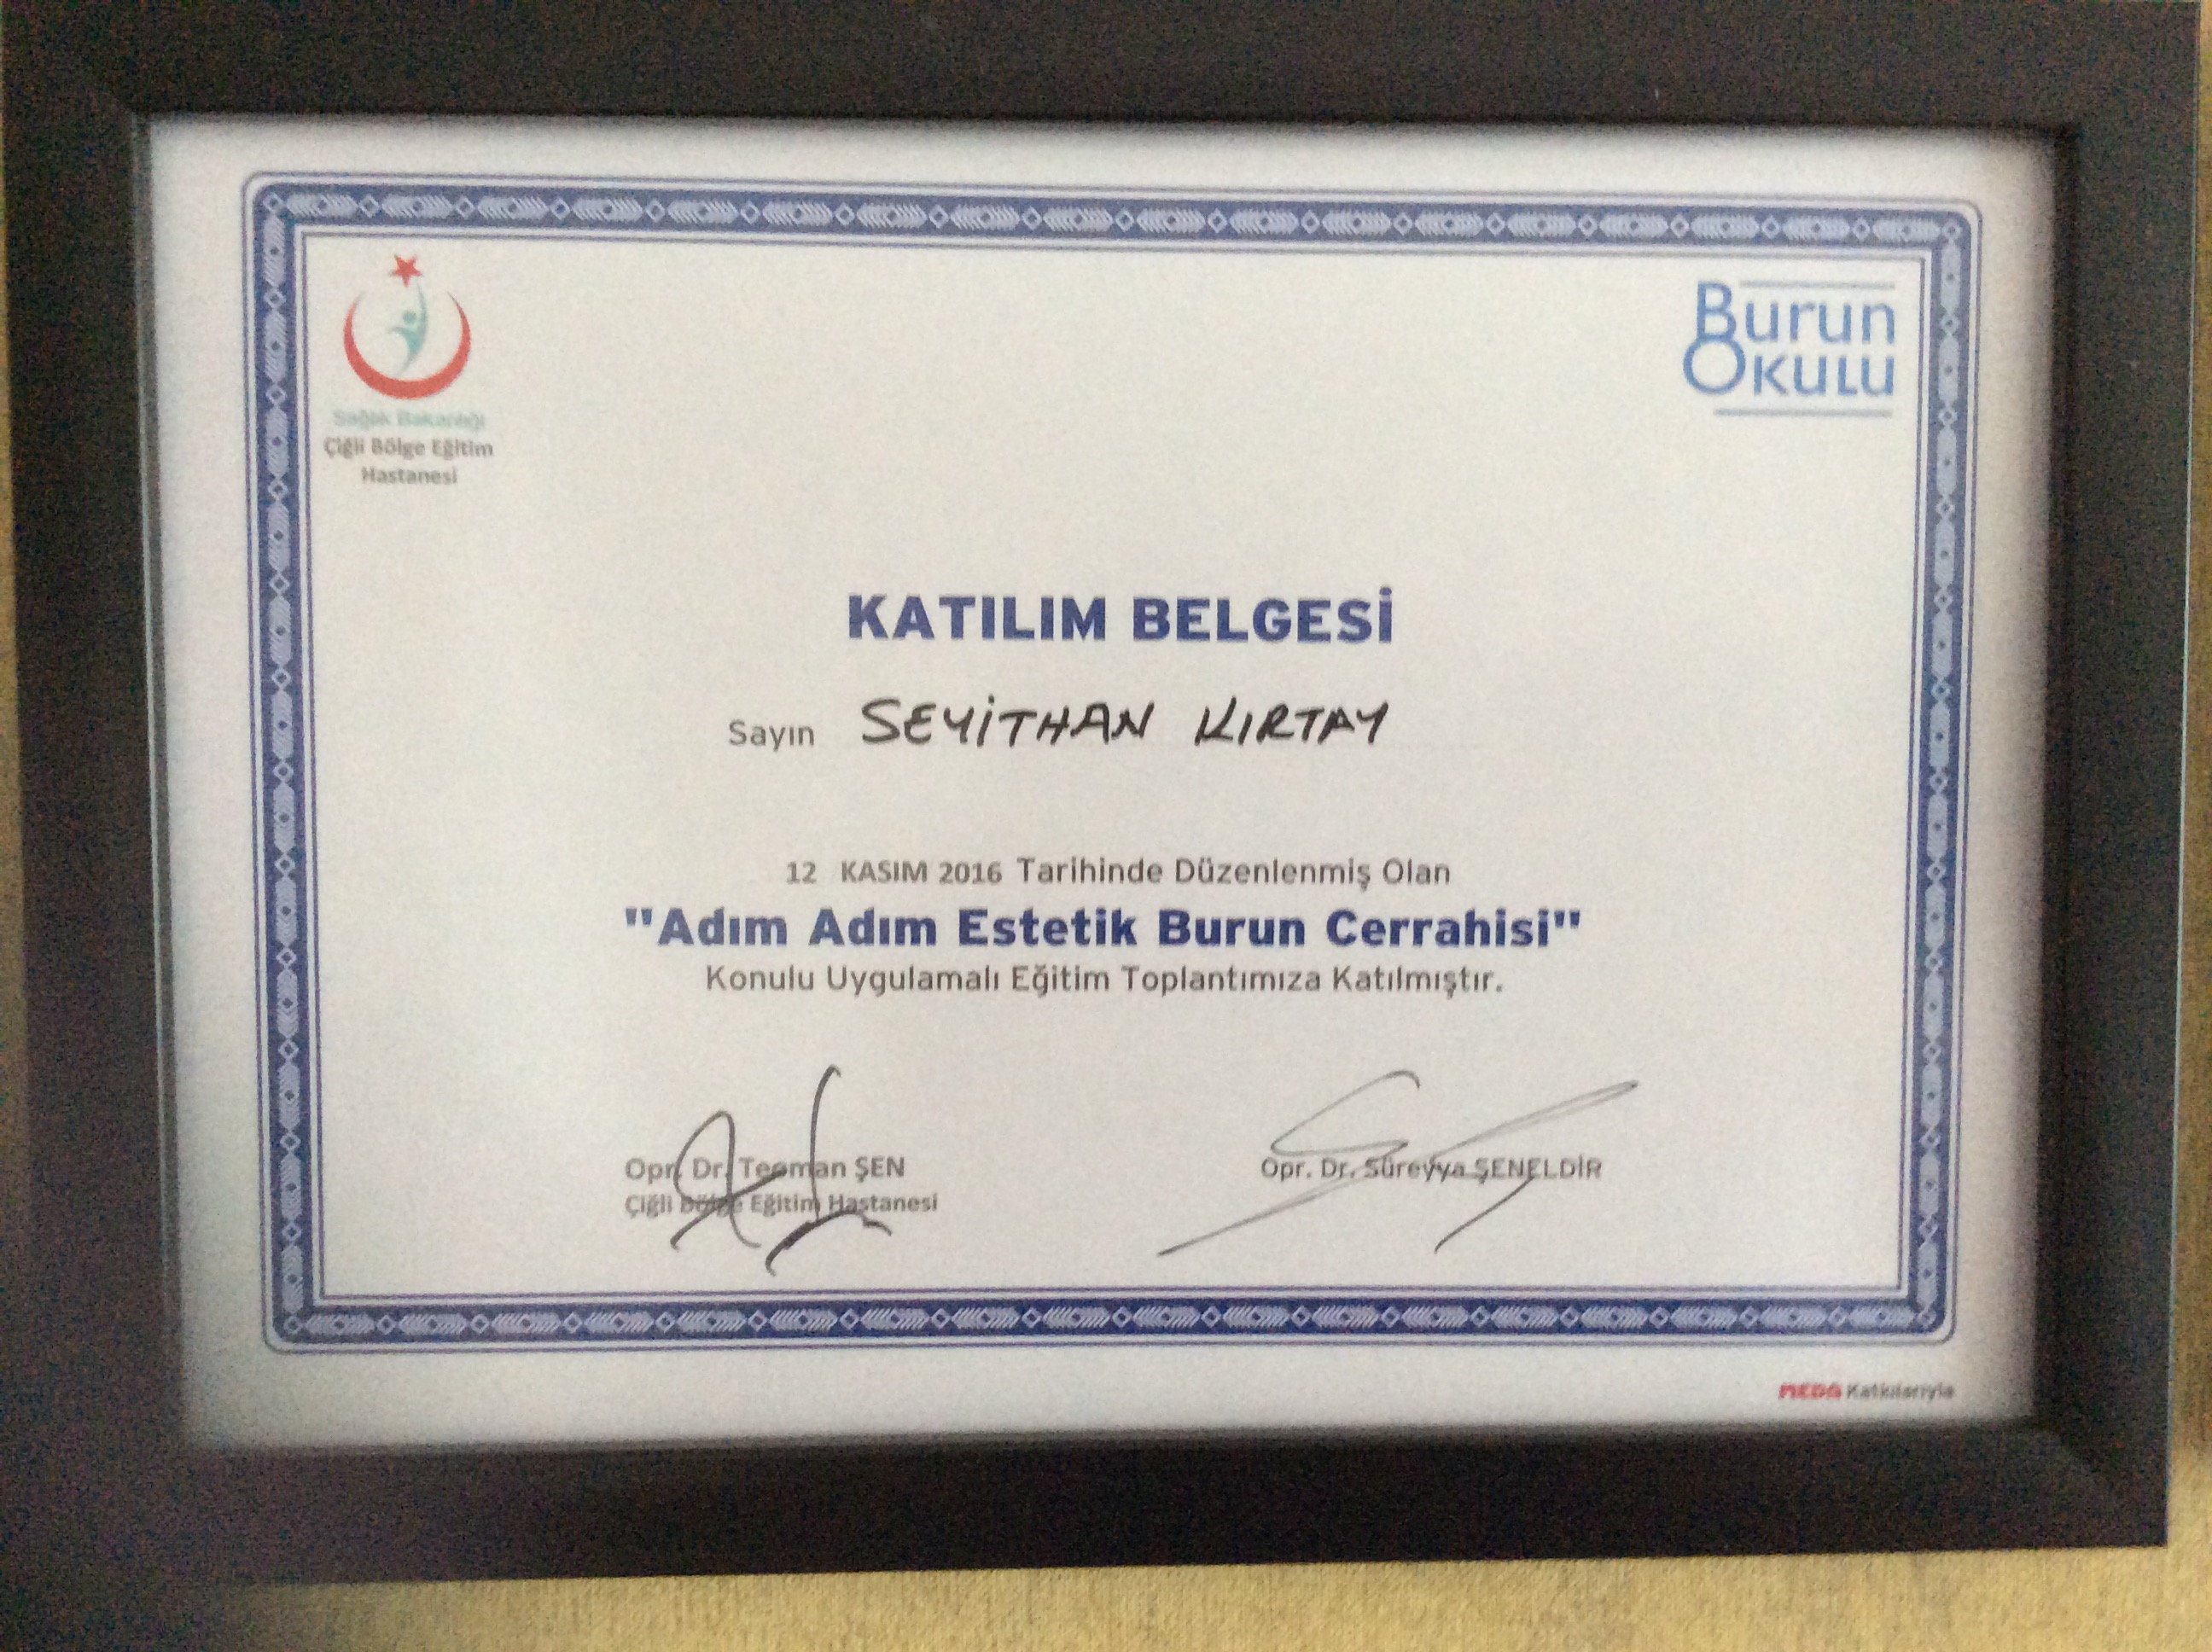 Sağlık Bakanlığı
Çiğli Bölge Eğitim
Hastanesi
Burun
Okulu
KATILIM BELGESİ
Sayın SEYİTHAN KIRTAY
12 KASIM 2016 Tarihinde Düzenlenmiş Olan
"Adım Adım Estetik Burun Cerrahisi"
Konulu Uygulamalı Eğitim Toplantımıza Katılmıştır.
Opr. Dr. Teoman ŞEN
Çiğli Bölge Eğitim Hastanesi
Opr. Dr. Süreyya ŞENELDİR
Katkılarıyla